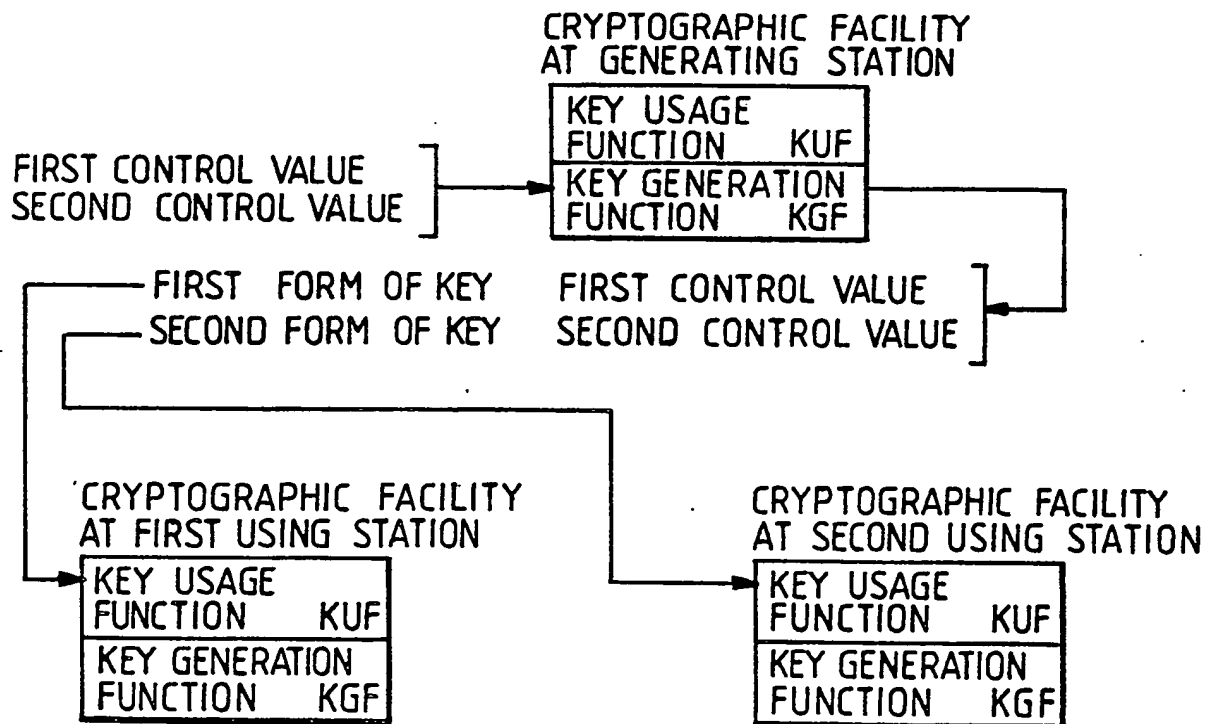 CRYPTOGRAPHIC FACILITY
AT GENERATING STATION
KEY USAGE
FUNCTION KUF
KEY GENERATION
FUNCTION KGF
FIRST CONTROL VALUE
SECOND CONTROL VALUE
FIRST FORM OF KEY FIRST CONTROL VALUE
SECOND FORM OF KEY SECOND CONTROL VALUE
CRYPTOGRAPHIC FACILITY
AT FIRST USING STATION
KEY USAGE
FUNCTION KUF
KEY GENERATION
FUNCTION KGF
CRYPTOGRAPHIC FACILITY
AT SECOND USING STATION
KEY USAGE
FUNCTION KUF
KEY GENERATION
FUNCTION KGF